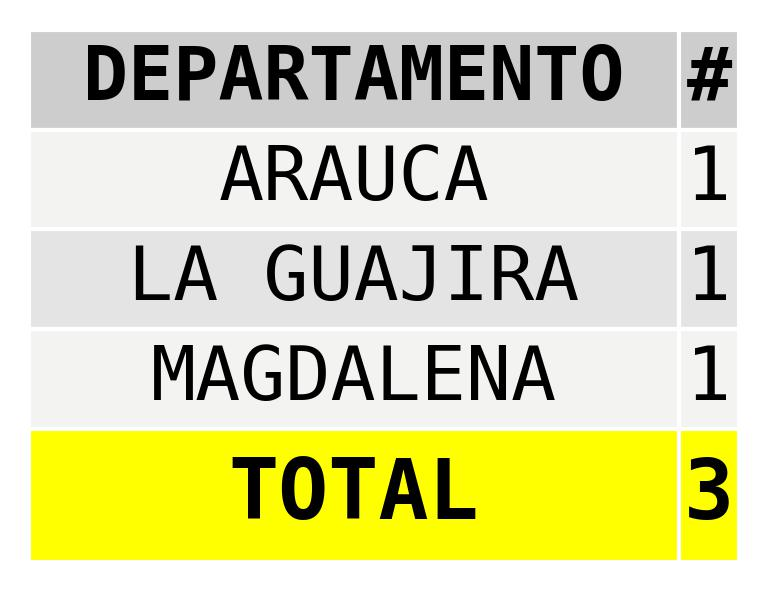 DEPARTAMENTO #
ARAUCA 1
LA GUAJIRA 1
MAGDALENA 1
TOTAL 3